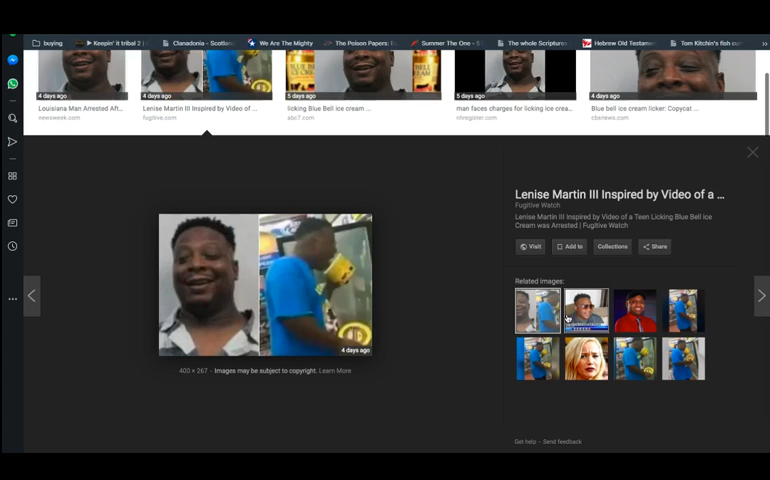 buying
Keepin' it tribal 2 |
Clanadonia - Scotlan
We Are The Mighty
The Poison Papers:
Summer The One - 5
The whole Scripture
Hebrew Old Testame
Tom Kitchin's fish
4 days ago
4 days ago
5 days ago
5 days ago
4 days ago
Louisiana Man Arrested Aft...
newsweek.com
Lenise Martin III Inspired by Video of ...
fugitive.com
licking Blue Bell ice cream ...
abc7.com
man faces charges for licking ice crea...
nhregister.com
Blue bell ice cream licker: Copycat ...
cbsnews.com
Lenise Martin III Inspired by Video of a ...
Fugitive Watch
Lenise Martin III Inspired by Video of a Teen Licking Blue Bell Ice
Cream was Arrested | Fugitive Watch
Visit
Add to
Collections
Share
Related images:
4 days ago
400 × 267 - Images may be subject to copyright. Learn More
Get help - Send feedback